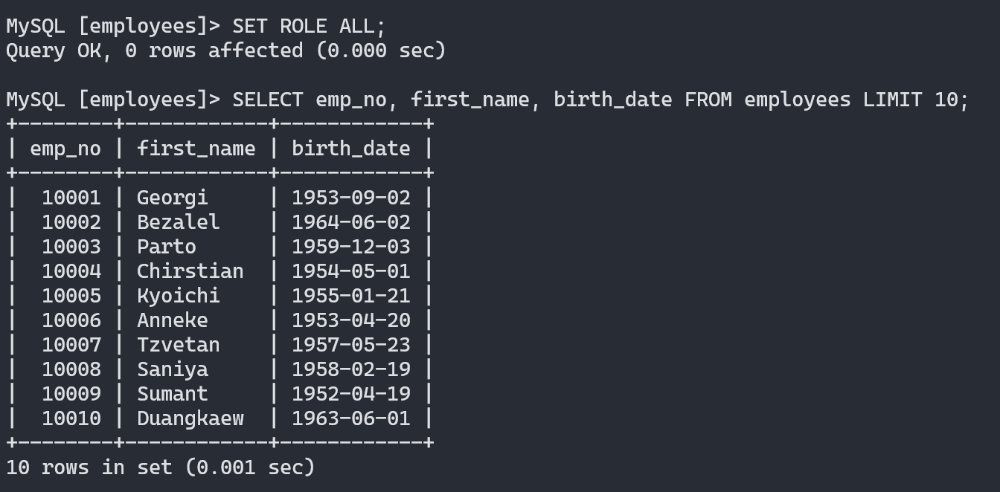 MySQL [employees]> SET ROLE ALL;
Query OK, 0 rows affected (0.000 sec)
MySQL [employees]> SELECT emp_no, first_name, birth_date FROM employees LIMIT 10;
+--------+------------+------------+
| emp_no | first_name | birth_date |
+--------+------------+------------+
|  10001 | Georgi     | 1953-09-02 |
|  10002 | Bezalel    | 1964-06-02 |
|  10003 | Parto      | 1959-12-03 |
|  10004 | Chirstian  | 1954-05-01 |
|  10005 | Kyoichi    | 1955-01-21 |
|  10006 | Anneke     | 1953-04-20 |
|  10007 | Tzvetan    | 1957-05-23 |
|  10008 | Saniya     | 1958-02-19 |
|  10009 | Sumant     | 1952-04-19 |
|  10010 | Duangkaew  | 1963-06-01 |
+--------+------------+------------+
10 rows in set (0.001 sec)